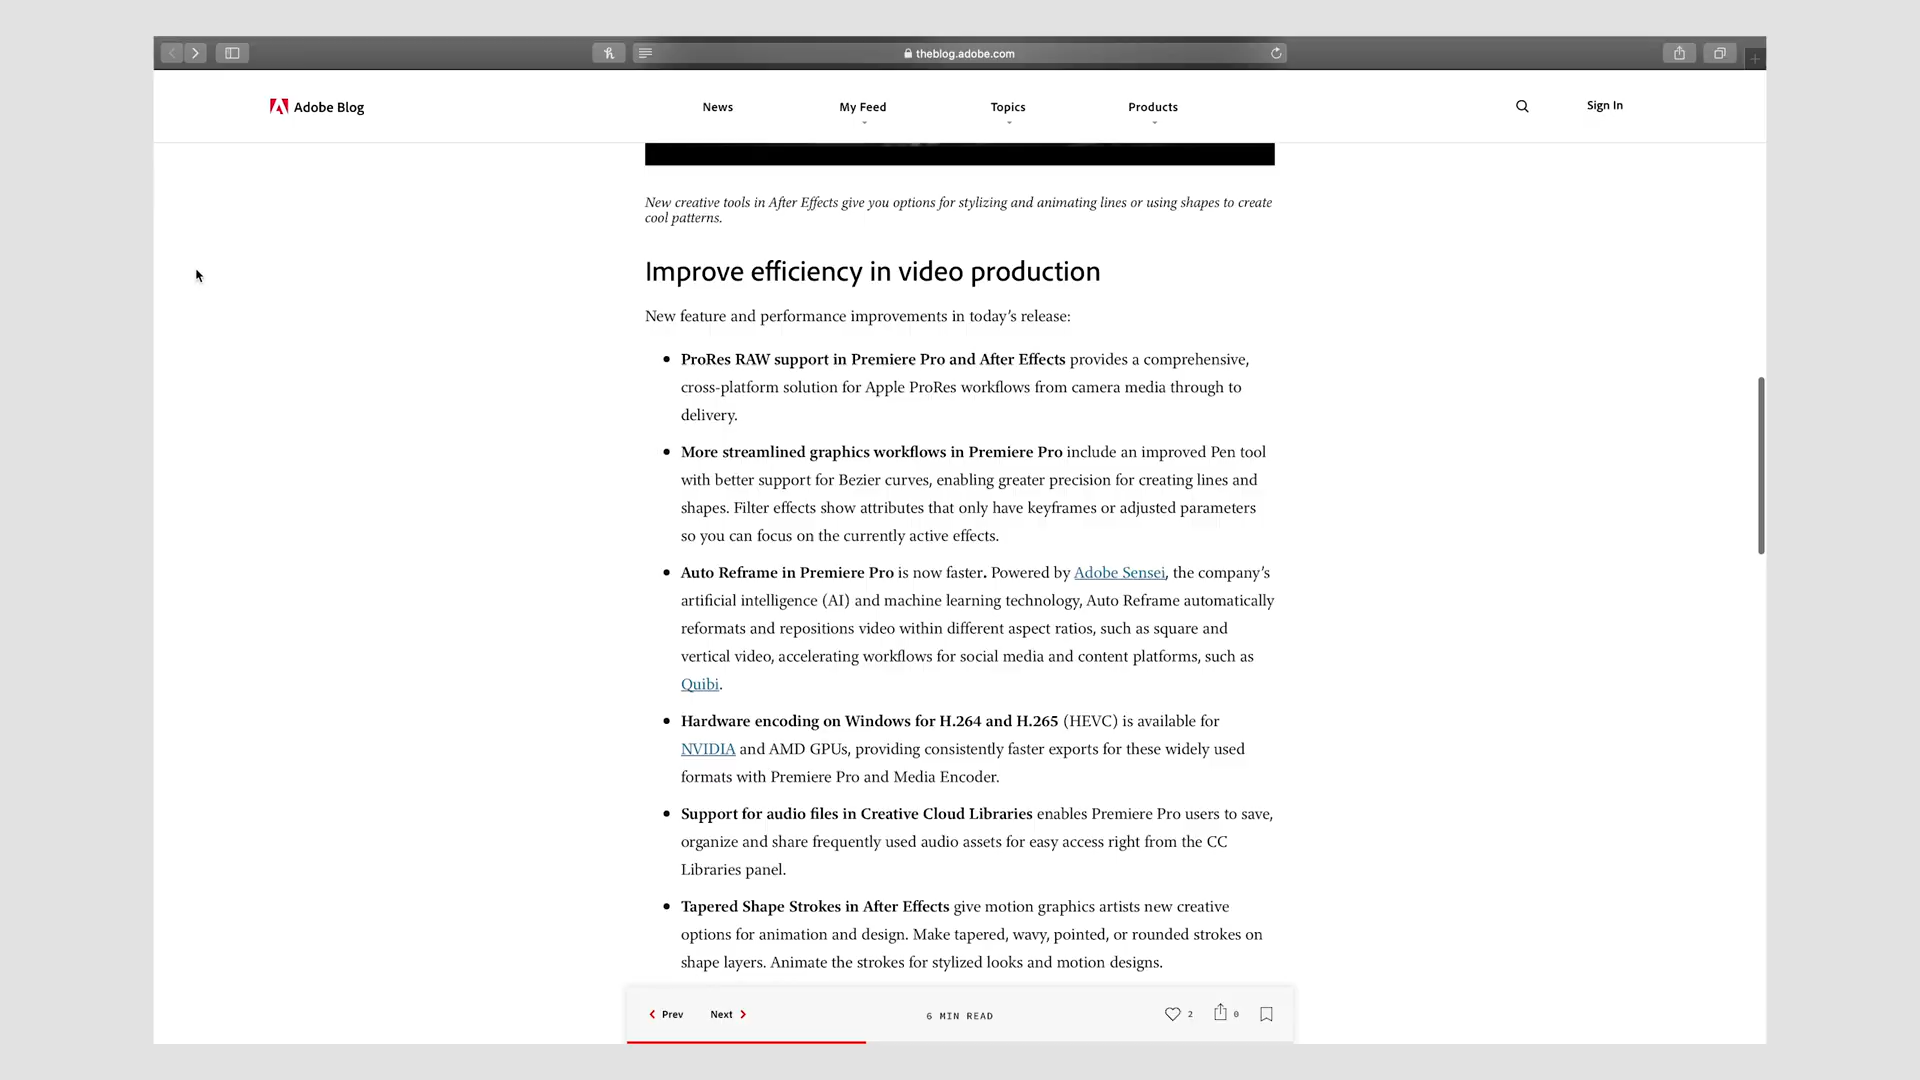 theblog.adobe.com
Adobe Blog
News
My Feed
Topics
Products
Sign In
New creative tools in After Effects give you options for stylizing and animating lines or using shapes to create
cool patterns.
Improve efficiency in video production
New feature and performance improvements in today’s release:
ProRes RAW support in Premiere Pro and After Effects provides a comprehensive,
cross-platform solution for Apple ProRes workflows from camera media through to
delivery.
More streamlined graphics workflows in Premiere Pro include an improved Pen tool
with better support for Bezier curves, enabling greater precision for creating lines and
shapes. Filter effects show attributes that only have keyframes or adjusted parameters
so you can focus on the currently active effects.
Auto Reframe in Premiere Pro is now faster. Powered by Adobe Sensei, the company’s
artificial intelligence (AI) and machine learning technology, Auto Reframe automatically
reformats and repositions video within different aspect ratios, such as square and
vertical video, accelerating workflows for social media and content platforms, such as
Quibi.
Hardware encoding on Windows for H.264 and H.265 (HEVC) is available for
NVIDIA and AMD GPUs, providing consistently faster exports for these widely used
formats with Premiere Pro and Media Encoder.
Support for audio files in Creative Cloud Libraries enables Premiere Pro users to save,
organize and share frequently used audio assets for easy access right from the CC
Libraries panel.
Tapered Shape Strokes in After Effects give motion graphics artists new creative
options for animation and design. Make tapered, wavy, pointed, or rounded strokes on
shape layers. Animate the strokes for stylized looks and motion designs.
Prev
Next
6 MIN READ
2
0